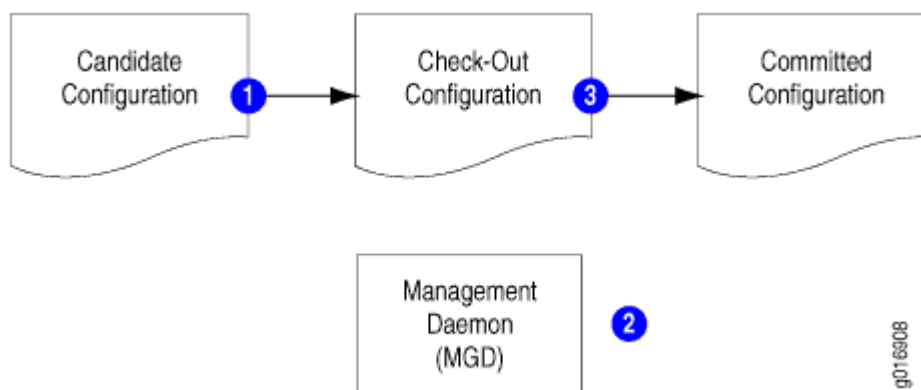 Candidate
Configuration
1
Check-Out
Configuration
3
Committed
Configuration
Management
Daemon
(MGD)
2
g016908